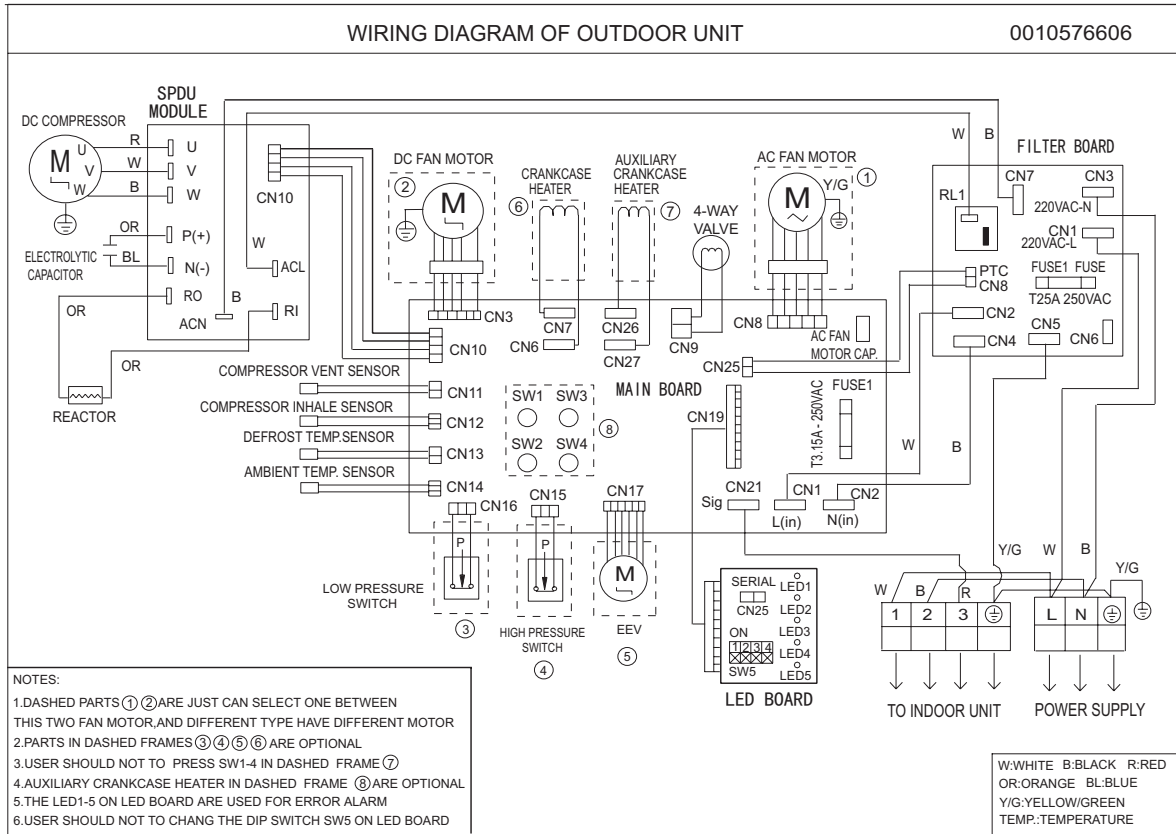 WIRING DIAGRAM OF OUTDOOR UNIT
0010576606
SPDU
MODULE
DC COMPRESSOR
M
U
V
W
R
W
B
U
V
W
CN10
OR
BL
ELECTROLYTIC
CAPACITOR
P(+)
N(-)
RO
ACN
ACL
RI
W
B
OR
OR
REACTOR
DC FAN MOTOR
2
M
CN3
CRANKCASE
HEATER
6
CN7
CN6
AUXILIARY
CRANKCASE
HEATER
7
CN26
CN27
4-WAY
VALVE
CN9
AC FAN MOTOR
1
M
Y/G
CN8
AC FAN
MOTOR CAP.
W
B
FILTER BOARD
CN7
CN3
RL1
220VAC-N
CN1
220VAC-L
PTC
CN8
FUSE1 FUSE
T25A 250VAC
CN2
CN4
CN5
CN6
CN10
COMPRESSOR VENT SENSOR
CN11
COMPRESSOR INHALE SENSOR
CN12
DEFROST TEMP.SENSOR
CN13
AMBIENT TEMP. SENSOR
CN14
SW1 SW3
SW2 SW4
8
CN25
MAIN BOARD
CN19
FUSE1
T3.15A - 250VAC
CN21
Sig
CN1
L(in)
CN2
N(in)
W
B
CN16
P
LOW PRESSURE
SWITCH
3
CN15
P
HIGH PRESSURE
SWITCH
4
CN17
M
EEV
5
SERIAL
CN25
ON
1 2 3 4
SW5
LED1
LED2
LED3
LED4
LED5
LED BOARD
Y/G
W
B
Y/G
W
B
R
1 2 3
L N
TO INDOOR UNIT
POWER SUPPLY
NOTES:
1.DASHED PARTS ① ② ARE JUST CAN SELECT ONE BETWEEN
THIS TWO FAN MOTOR,AND DIFFERENT TYPE HAVE DIFFERENT MOTOR
2.PARTS IN DASHED FRAMES ③ ④ ⑤ ⑥ ARE OPTIONAL
3.USER SHOULD NOT TO PRESS SW1-4 IN DASHED FRAME ⑦
4.AUXILIARY CRANKCASE HEATER IN DASHED FRAME ⑧ ARE OPTIONAL
5.THE LED1-5 ON LED BOARD ARE USED FOR ERROR ALARM
6.USER SHOULD NOT TO CHANG THE DIP SWITCH SW5 ON LED BOARD
W:WHITE B:BLACK R:RED
OR:ORANGE BL:BLUE
Y/G:YELLOW/GREEN
TEMP.:TEMPERATURE